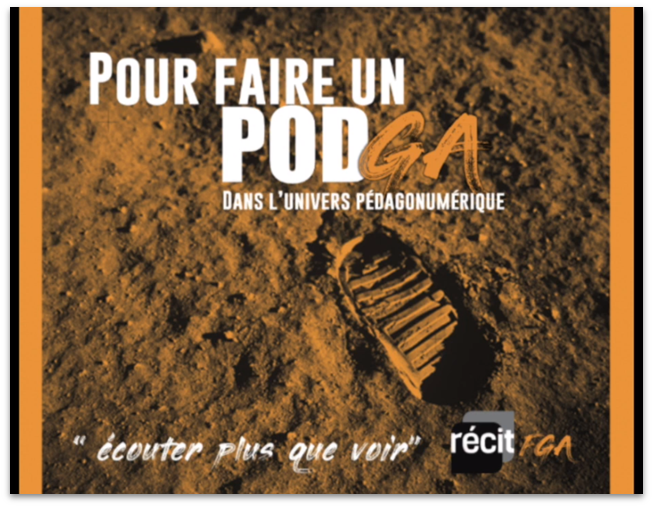 POUR FAIRE UN
PODGA
DANS L'UNIVERS PÉDAGONUMÉRIQUE
“ écouter plus que voir”
récit FGA